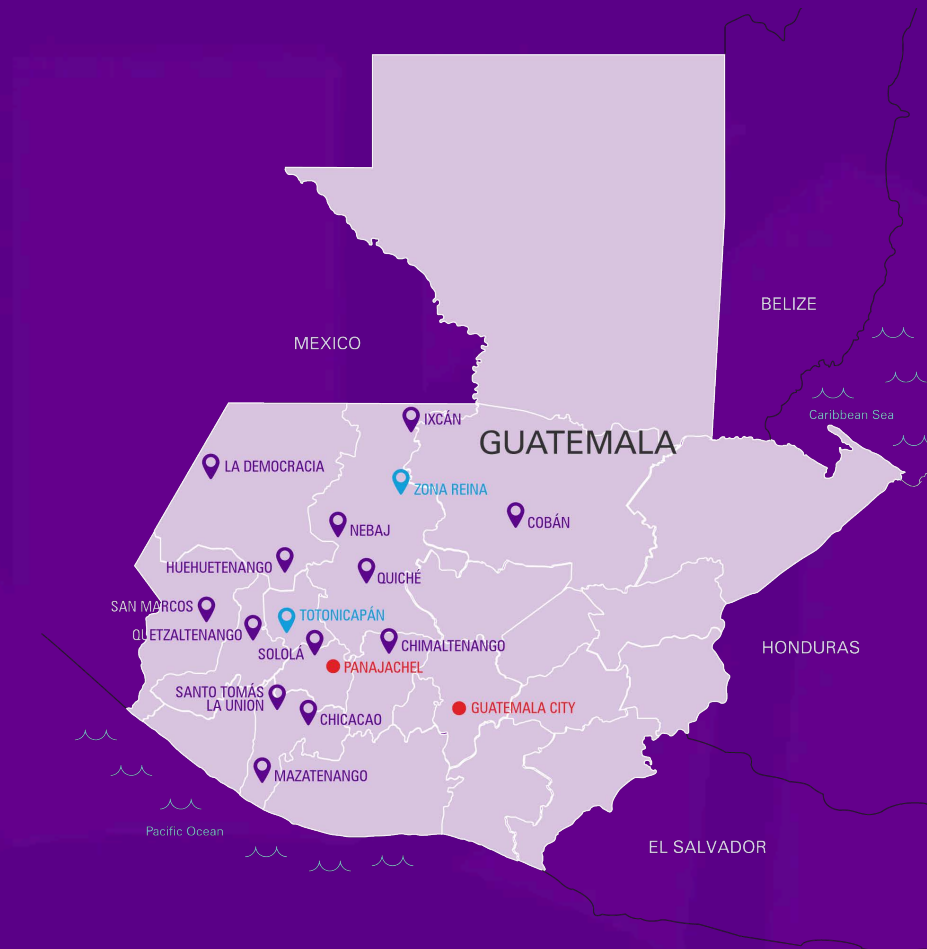 BELIZE
MEXICO
Caribbean Sea
IXCÁN
GUATEMALA
LA DEMOCRACIA
ZONA REINA
COBÁN
NEBAJ
HUEHUETENANGO
QUICHÉ
SAN MARCOS
TOTONICAPÁN
QUETZALTENANGO
CHIMALTENANGO
HONDURAS
SOLOLÁ
PANAJACHEL
SANTO TOMÁS
LA UNIÓN
GUATEMALA CITY
CHICACAO
MAZATENANGO
Pacific Ocean
EL SALVADOR